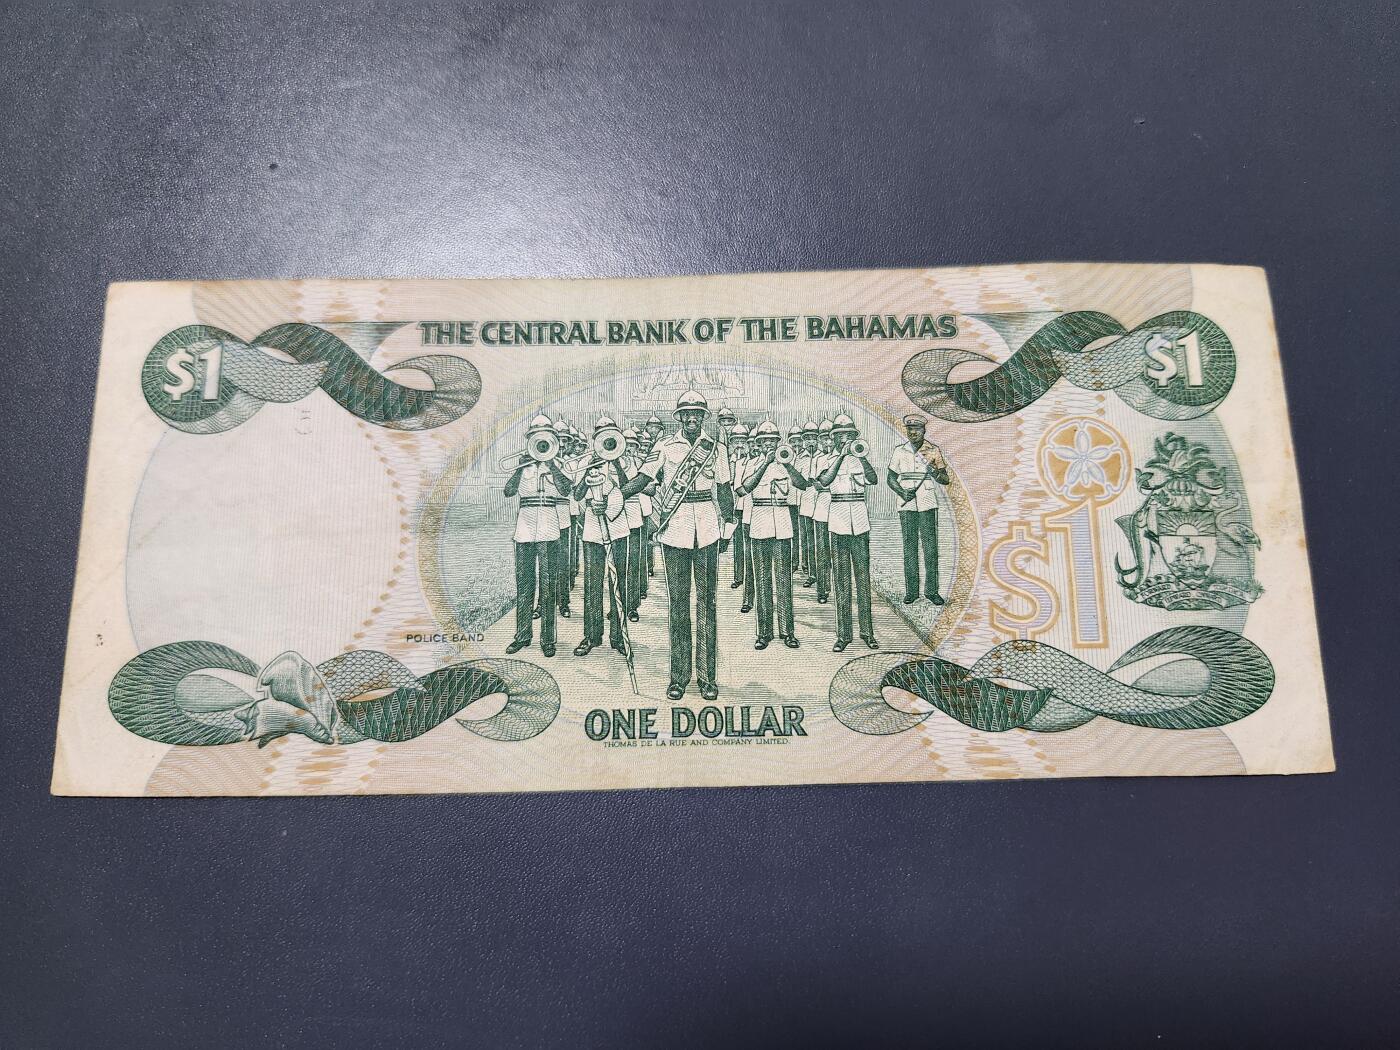 THE CENTRAL BANK OF THE BAHAMAS
$1
$1
$1
POLICE BAND
ONE DOLLAR
THOMAS DE LA RUE AND COMPANY LIMITED.